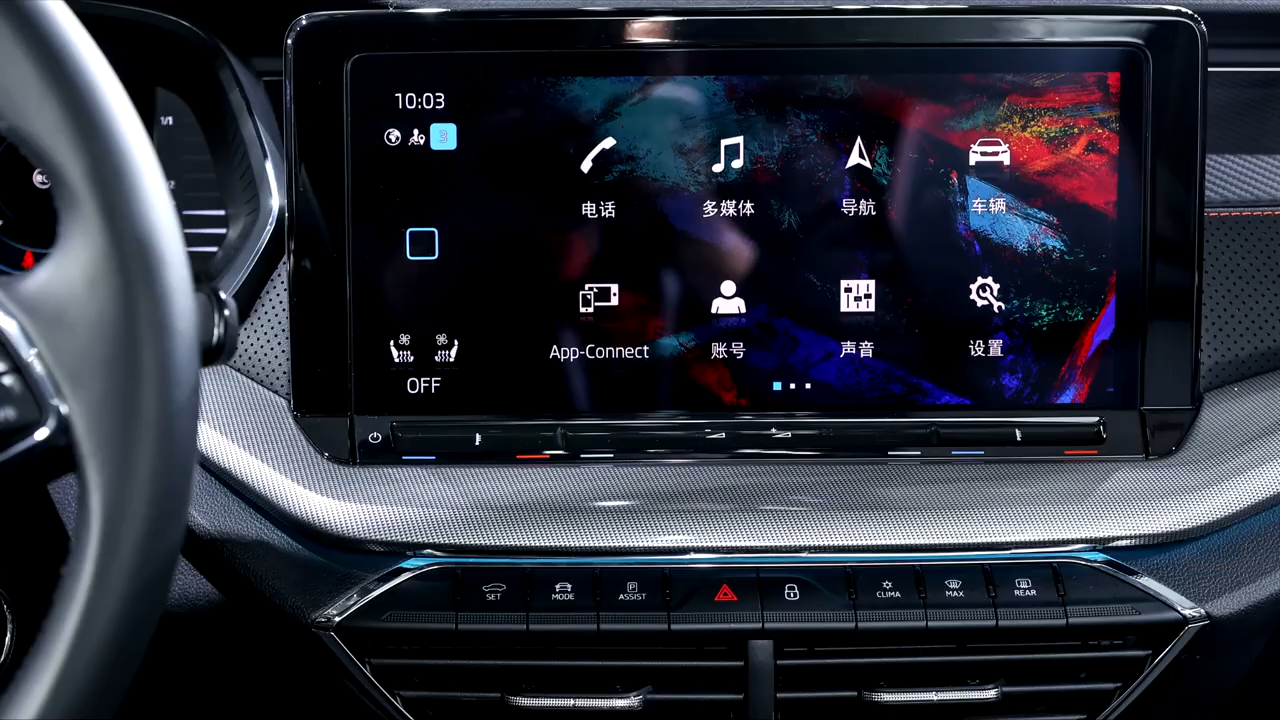 10:03
3
电话
多媒体
导航
车辆
App-Connect
账号
声音
设置
OFF
SET
MODE
P
ASSIST
CLIMA
MAX
REAR